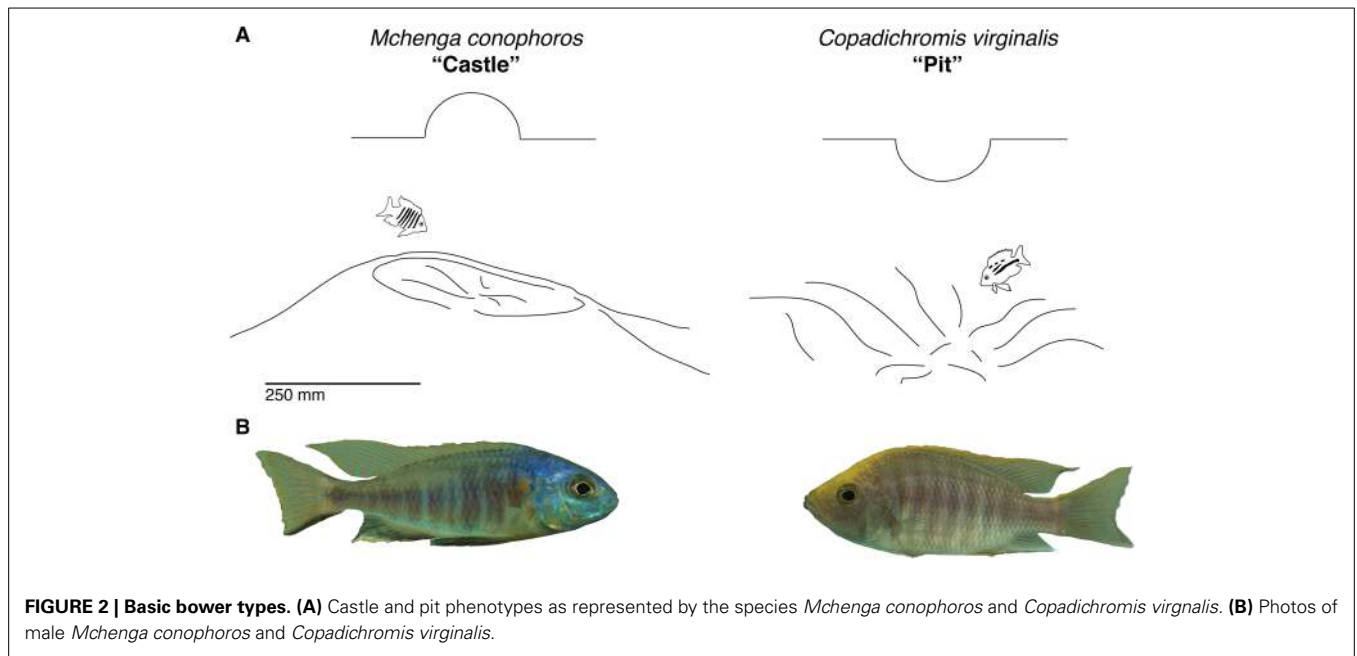 A
Mchenga conophoros
"Castle"
Copadichromis virginalis
"Pit"
250 mm
B
FIGURE 2 | Basic bower types. (A) Castle and pit phenotypes as represented by the species Mchenga conophoros and Copadichromis virgnalis. (B) Photos of
male Mchenga conophoros and Copadichromis virginalis.